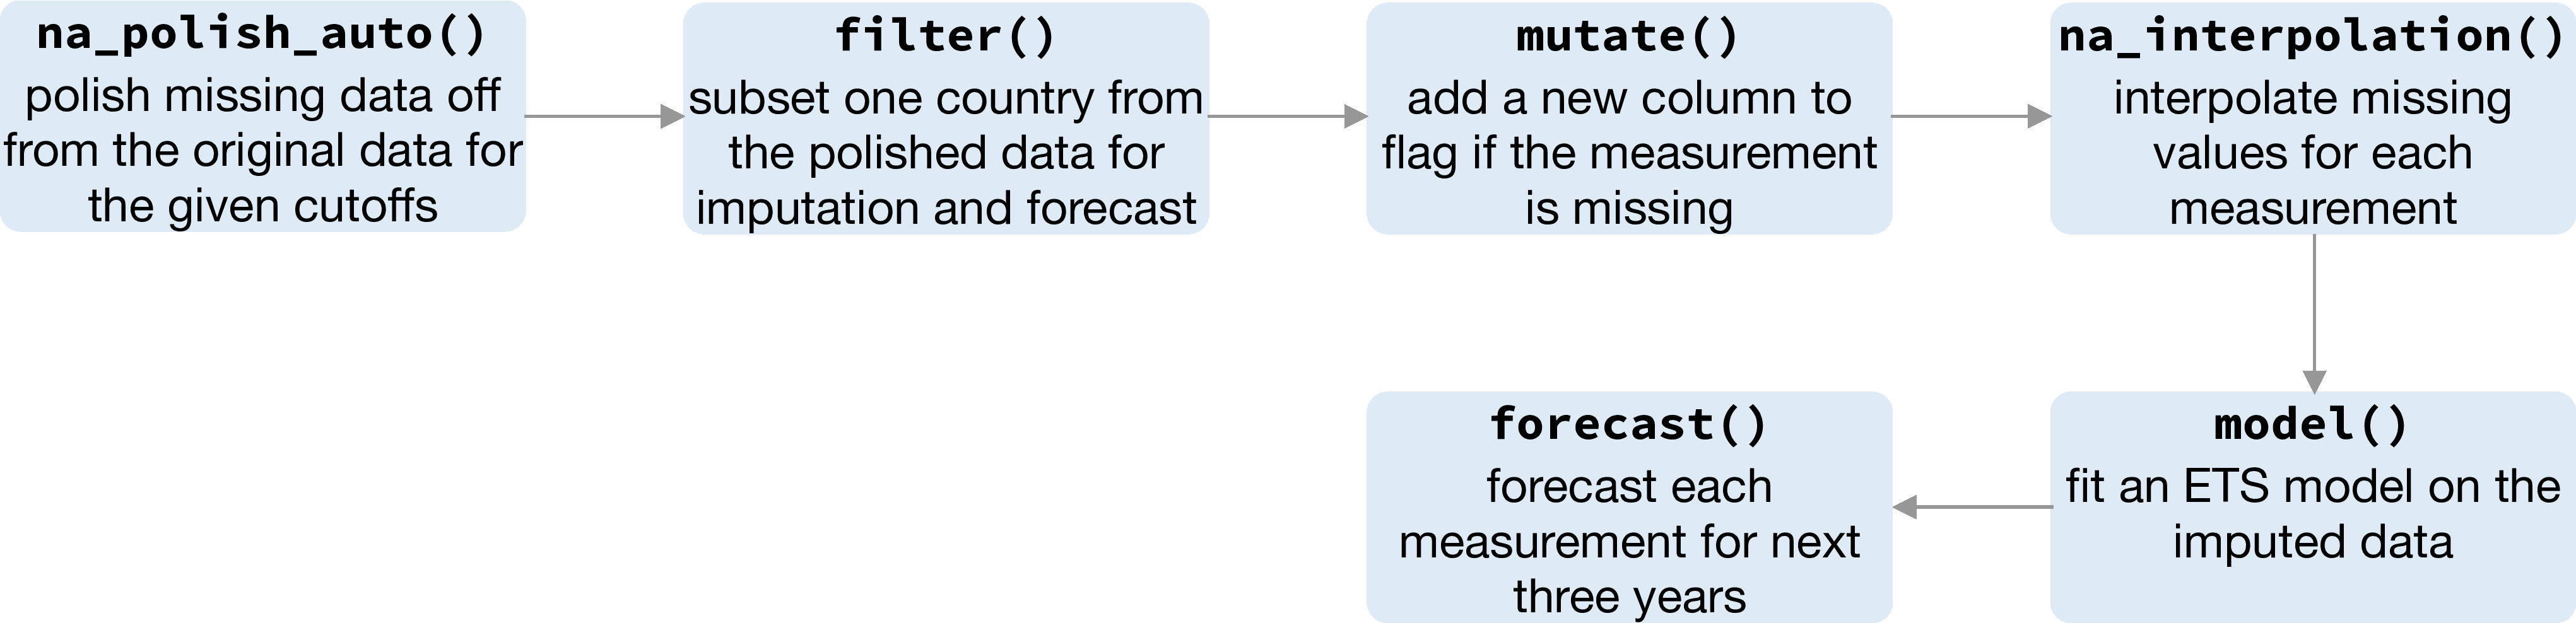 na_polish_auto()
polish missing data off
from the original data for
the given cutoffs
filter()
subset one country from
the polished data for
imputation and forecast
mutate()
add a new column to
flag if the measurement
is missing
na_interpolation()
interpolate missing
values for each
measurement
model()
fit an ETS model on the
imputed data
forecast()
forecast each
measurement for next
three years